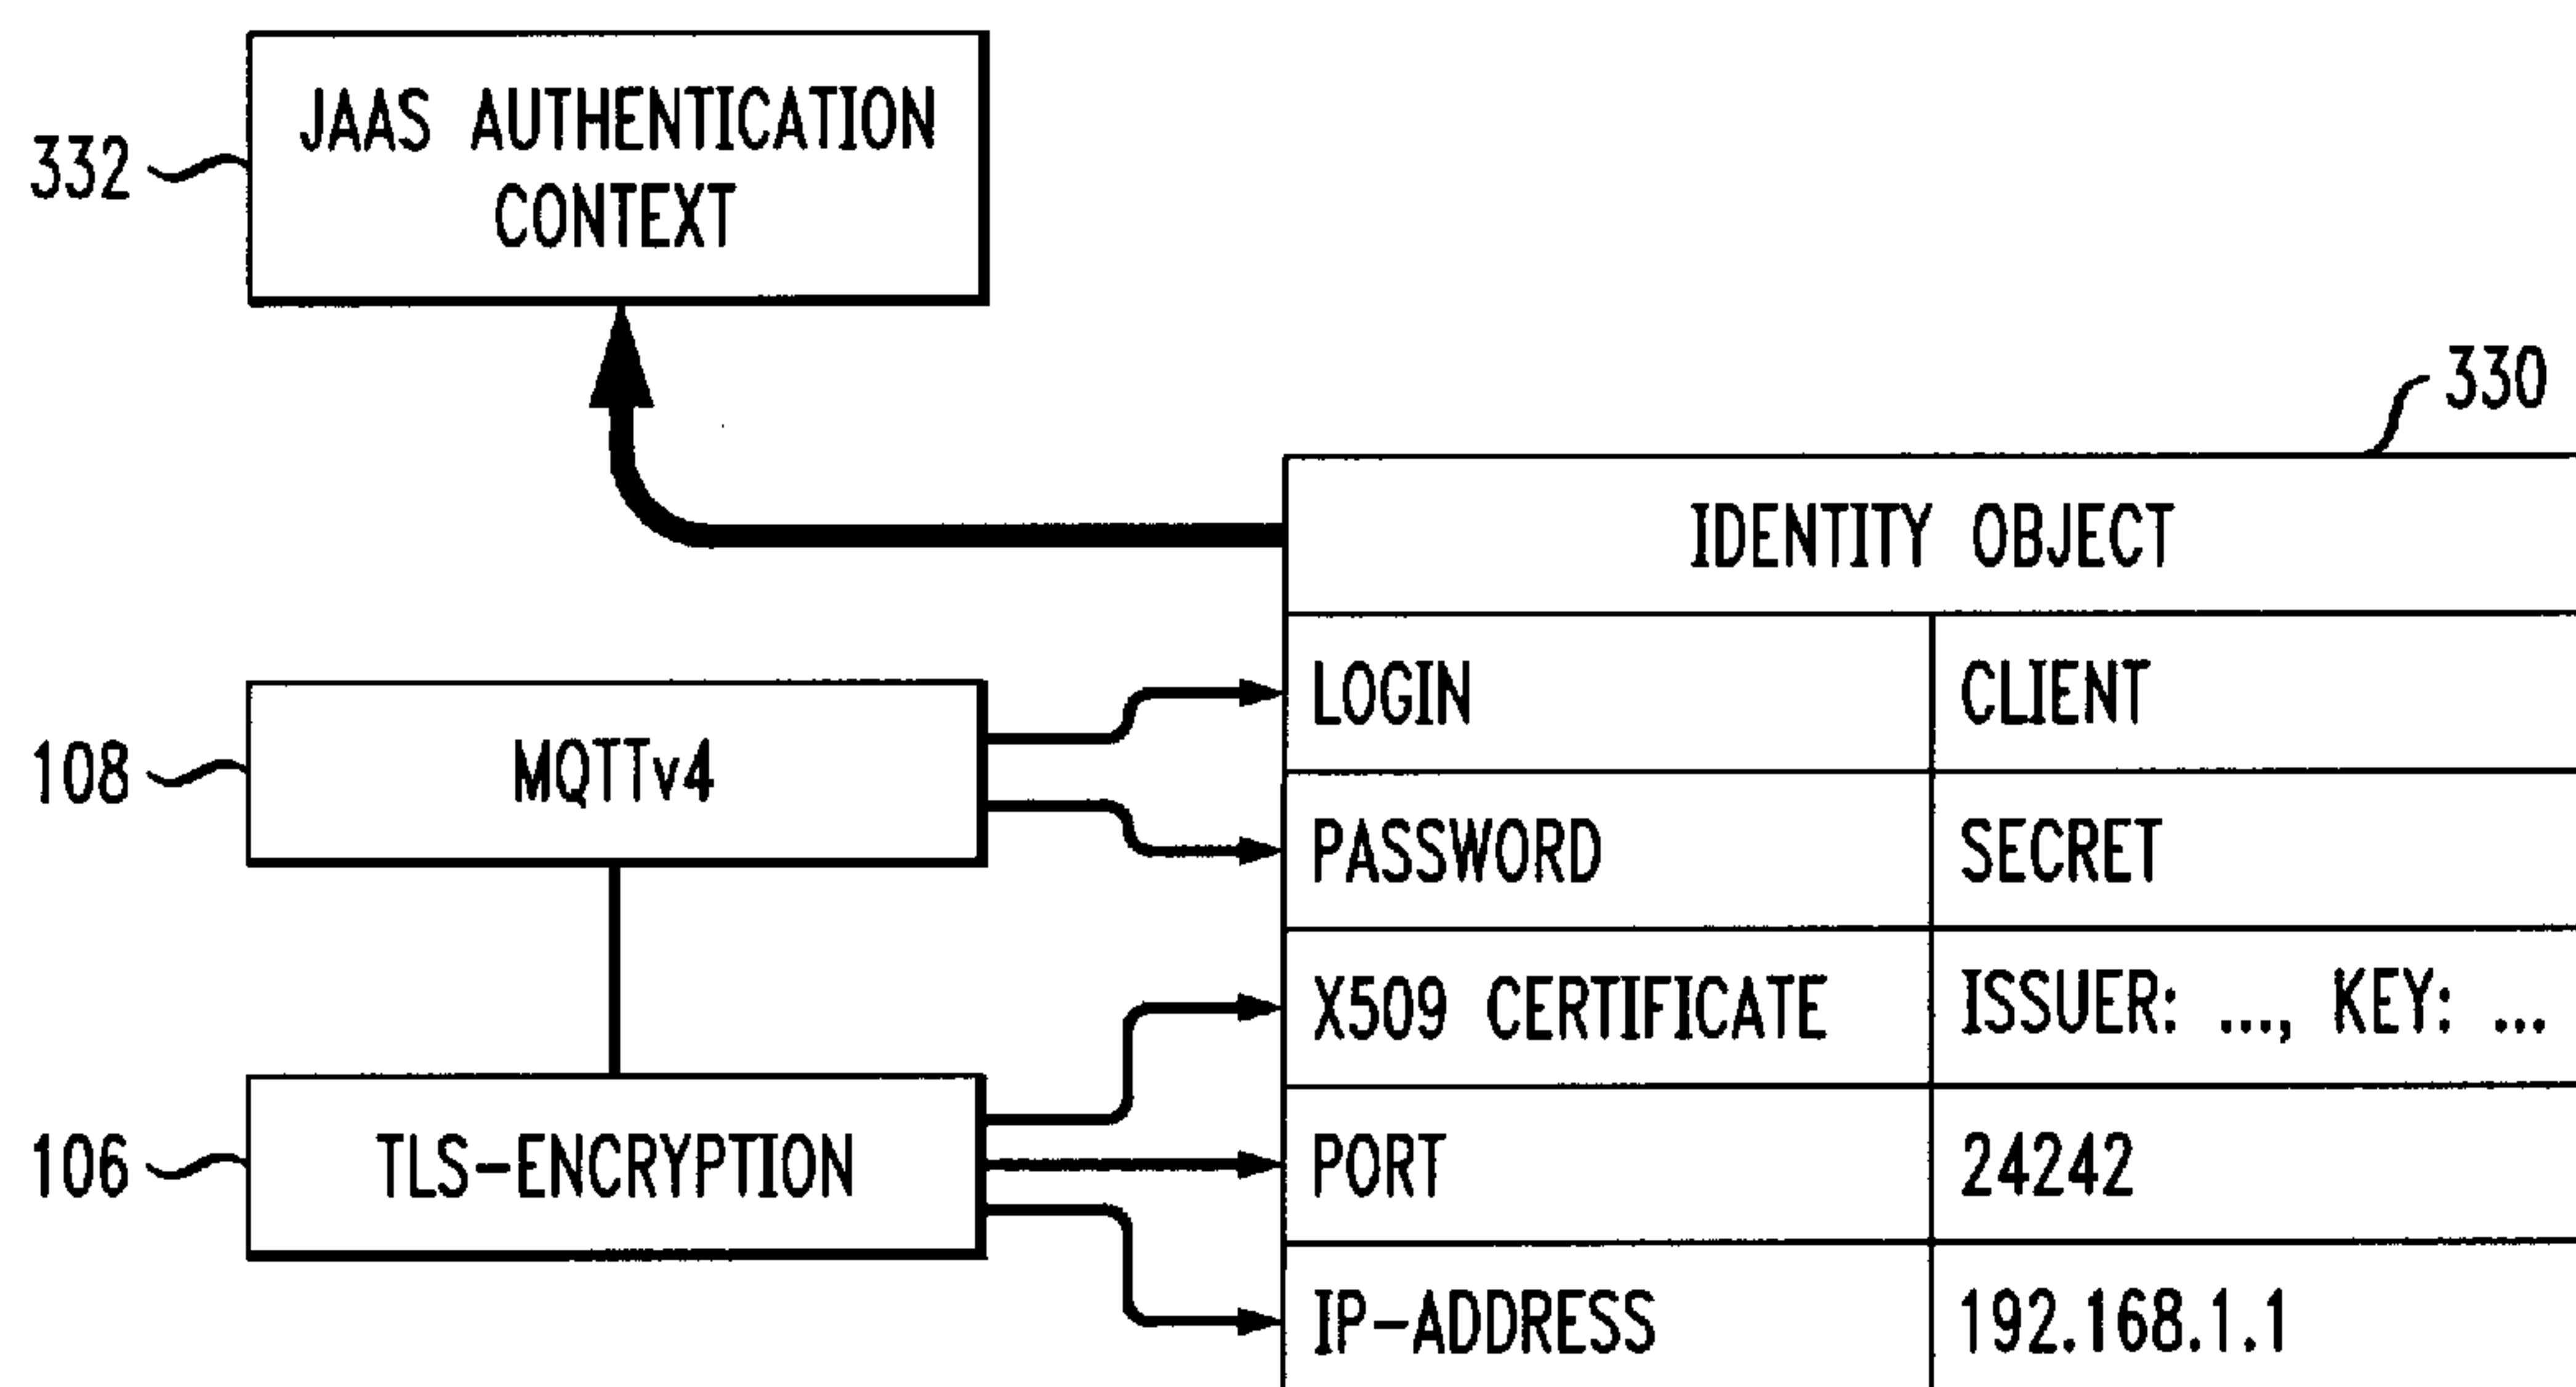 JAAS AUTHENTICATION
CONTEXT
332
330
IDENTITY OBJECT
LOGIN CLIENT
108
MQTTv4
PASSWORD SECRET
X509 CERTIFICATE ISSUER: ..., KEY: ...
106
TLS-ENCRYPTION
PORT 24242
IP-ADDRESS 192.168.1.1